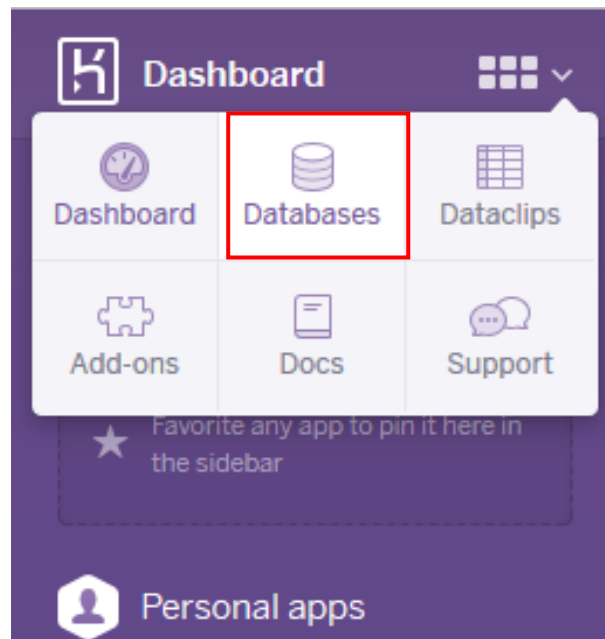 Dashboard
Dashboard Databases Dataclips
Add-ons Docs Support
Favorite any app to pin it here in
the sidebar
Personal apps